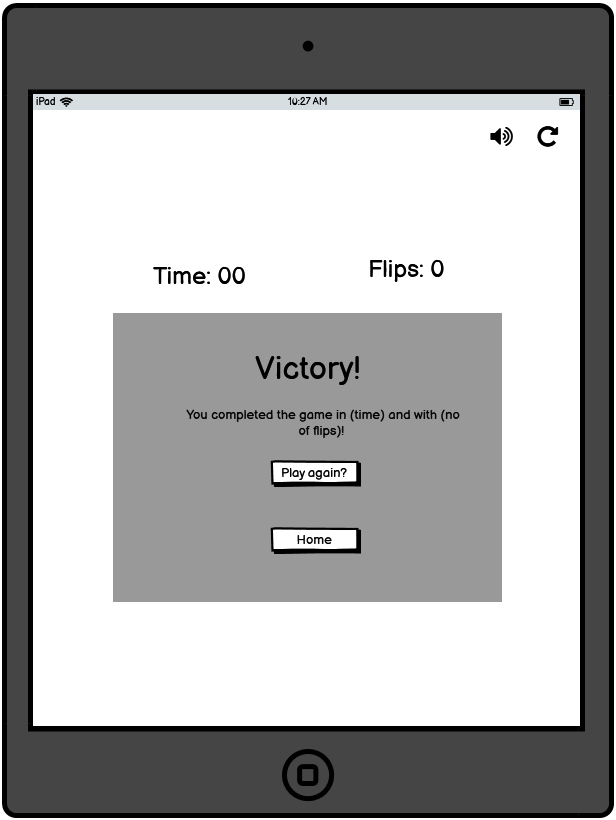 iPad 10:27 AM
Time: 00 Flips: 0
Victory!
You completed the game in (time) and with (no
of flips)!
Play again?
Home